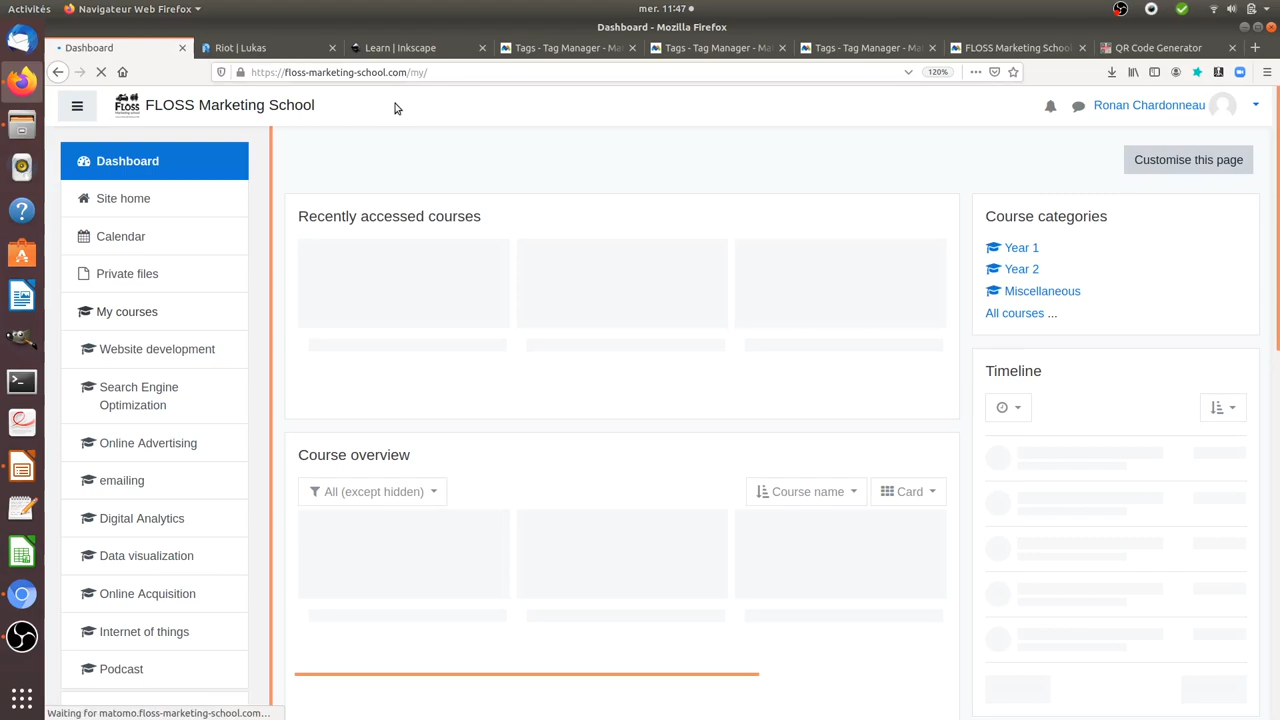 Activités
Navigateur Web Firefox
mer. 11:47
Dashboard - Mozilla Firefox
Dashboard
Riot | Lukas
Learn | Inkscape
Tags - Tag Manager - M
Tags - Tag Manager - M
Tags - Tag Manager - M
FLOSS Marketing School
QR Code Generator
https://floss-marketing-school.com/my/
120%
FLOSS Marketing School
Ronan Chardonneau
Customise this page
Dashboard
Site home
Calendar
Private files
My courses
Website development
Search Engine
Optimization
Online Advertising
emailing
Digital Analytics
Data visualization
Online Acquisition
Internet of things
Podcast
Recently accessed courses
Course overview
All (except hidden)
Course name
Card
Course categories
Year 1
Year 2
Miscellaneous
All courses ...
Timeline
Waiting for matomo.floss-marketing-school.com...